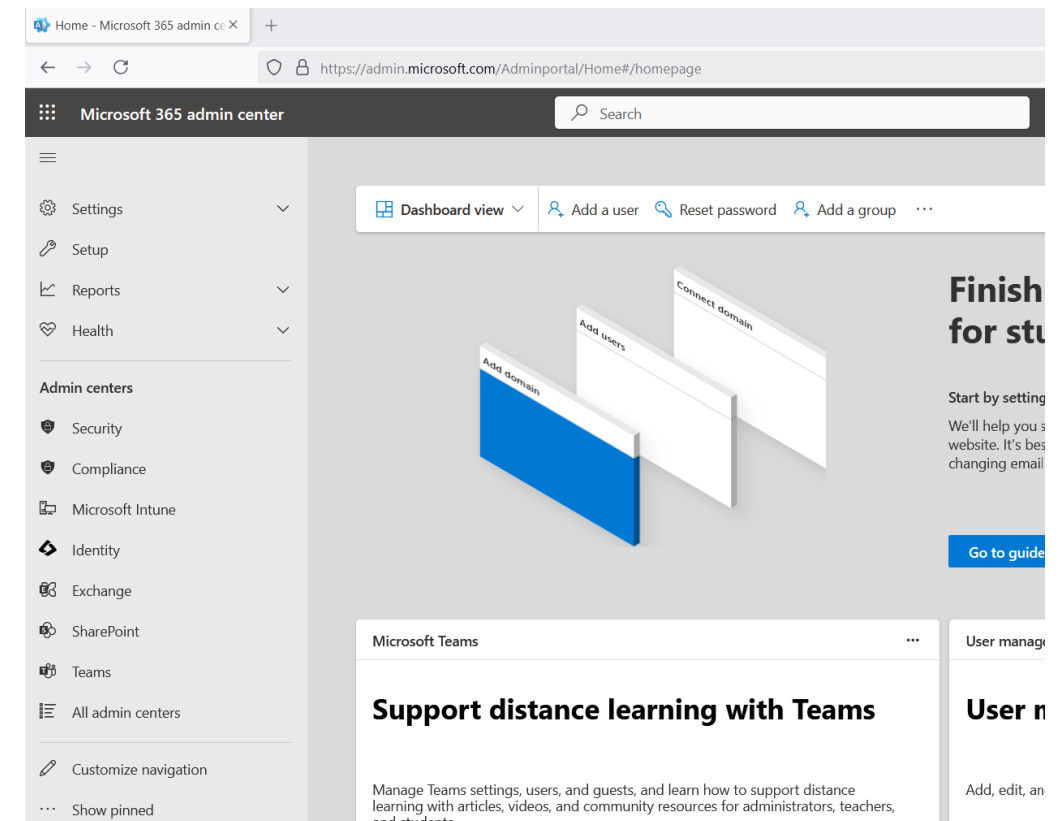 Home - Microsoft 365 admin ce
https://admin.microsoft.com/Adminportal/Home#/homepage
Microsoft 365 admin center
Search
Settings
Setup
Reports
Health
Admin centers
Security
Compliance
Microsoft Intune
Identity
Exchange
SharePoint
Teams
All admin centers
Customize navigation
Show pinned
Dashboard view
Add a user
Reset password
Add a group
Add domain
Add users
Connect domain
Finish
for stu
Start by setting
We'll help you s
website. It's bes
changing email
Go to guide
Microsoft Teams
Support distance learning with Teams
Manage Teams settings, users, and guests, and learn how to support distance
learning with articles, videos, and community resources for administrators, teachers,
and students
User manage
User m
Add, edit, an